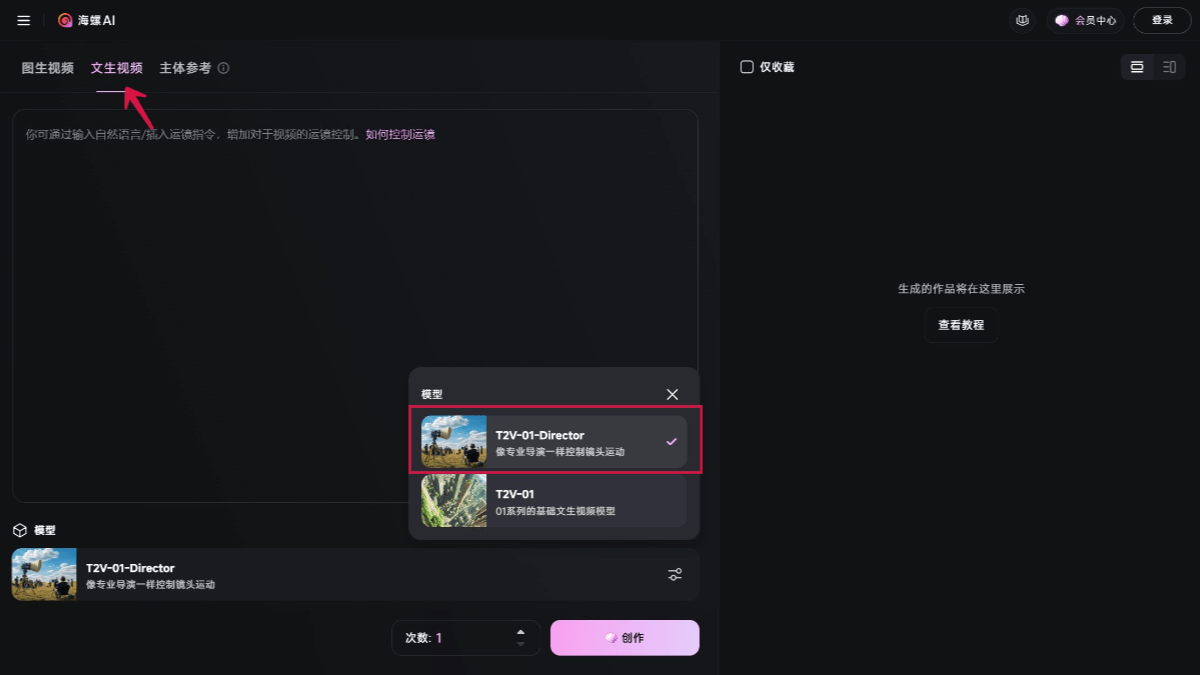 海螺AI
会员中心
登录
图生视频
文生视频
主体参考
仅收藏
你可通过输入自然语言/插入运镜指令，增加对于视频的运镜控制。如何控制运镜
生成的作品将在这里展示
查看教程
模型
T2V-01-Director
像专业导演一样控制镜头运动
T2V-01
01系列的基础文生视频模型
模型
T2V-01-Director
像专业导演一样控制镜头运动
次数: 1
创作